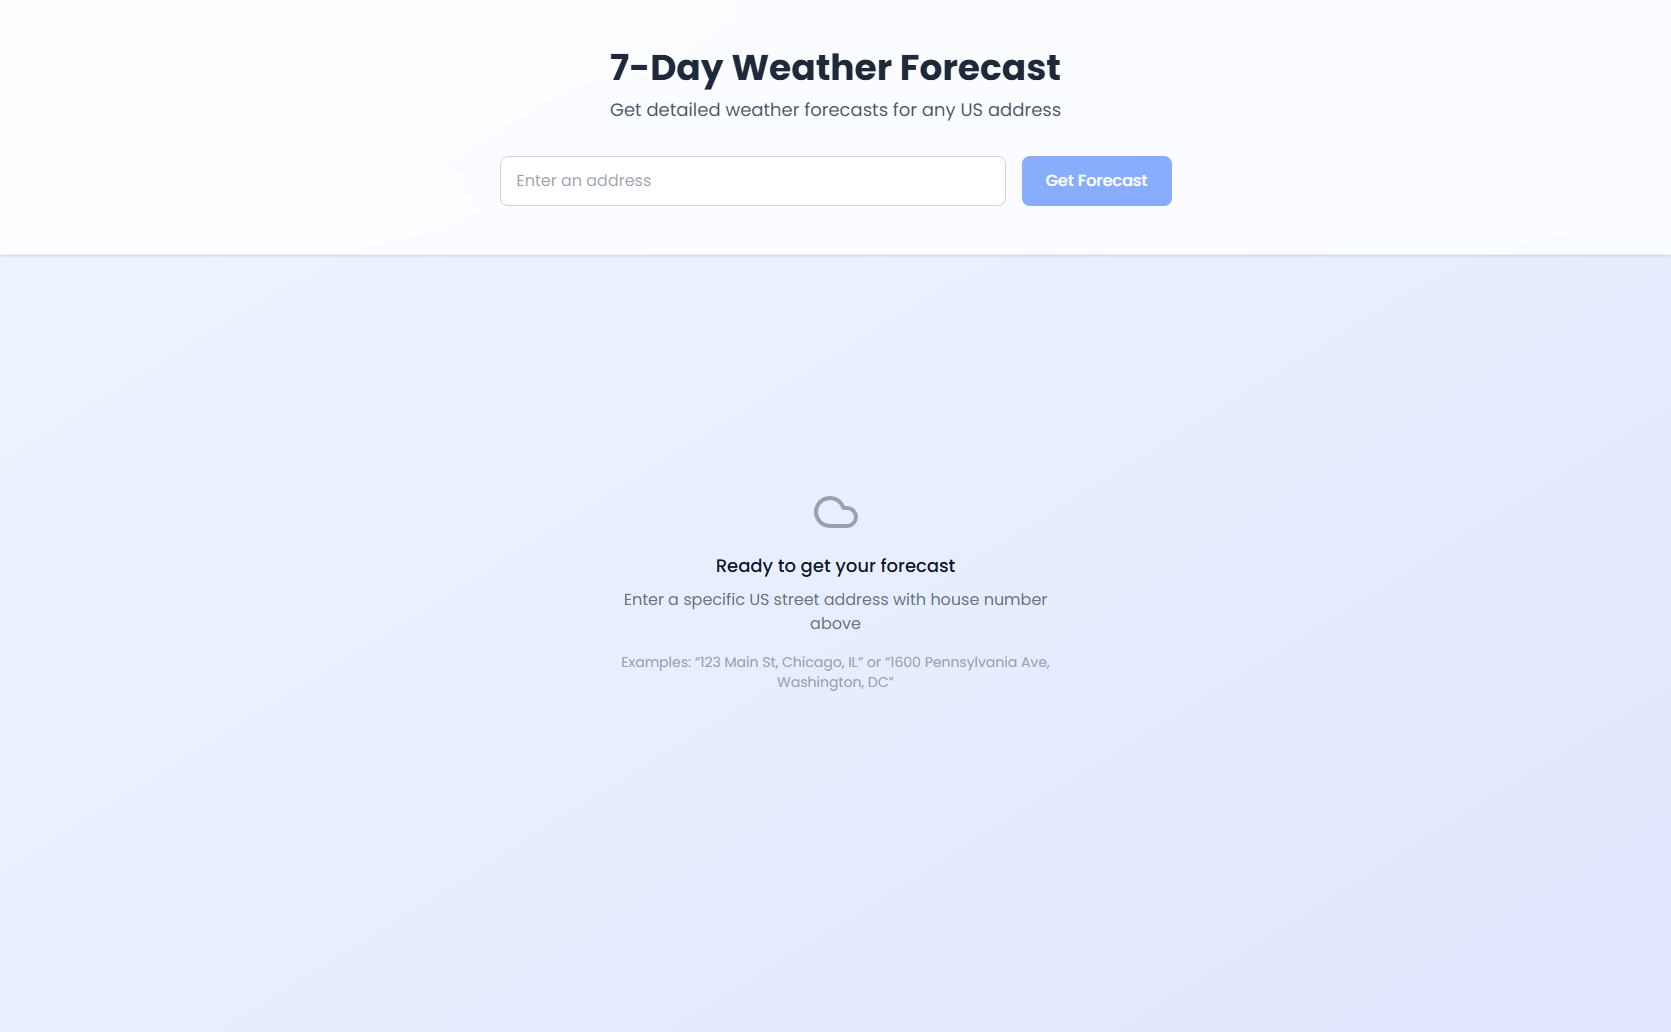 7-Day Weather Forecast
Get detailed weather forecasts for any US address
Enter an address
Get Forecast
Ready to get your forecast
Enter a specific US street address with house number
above
Examples: “123 Main St, Chicago, IL” or “1600 Pennsylvania Ave,
Washington, DC”